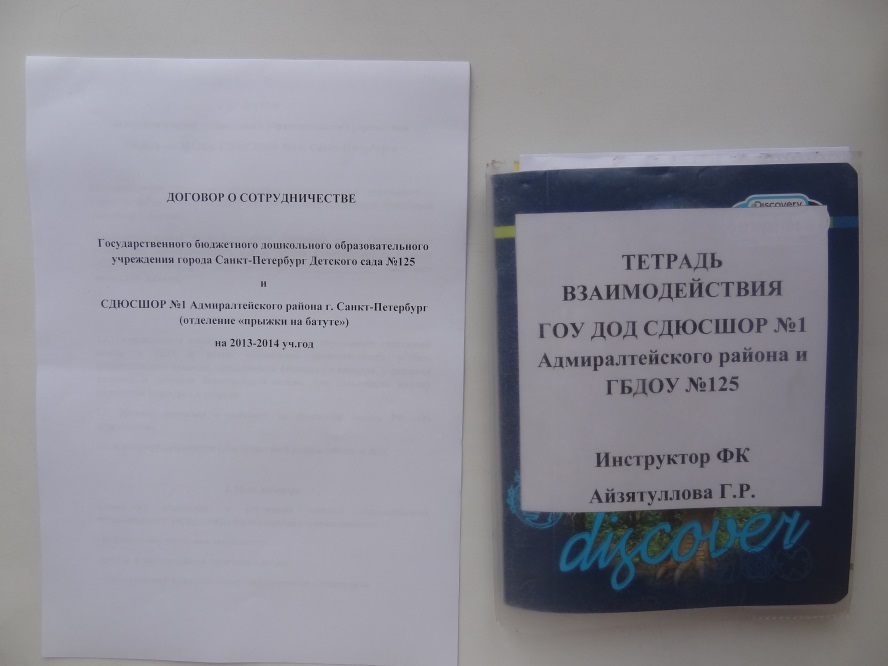 ДОГОВОР О СОТРУДНИЧЕСТВЕ
Государственного бюджетного дошкольного образовательного
учреждения города Санкт-Петербург Детского сада №125
и
СДЮСШОР №1 Адмиралтейского района г. Санкт-Петербург
(отделение «прыжки на батуте»)
на 2013-2014 уч.год
Discovery
ТЕТРАДЬ
ВЗАИМОДЕЙСТВИЯ
ГОУ ДОД СДЮСШОР №1
Адмиралтейского района и
ГБДОУ №125
Инструктор ФК
Айзятуллова Г.Р.
discover